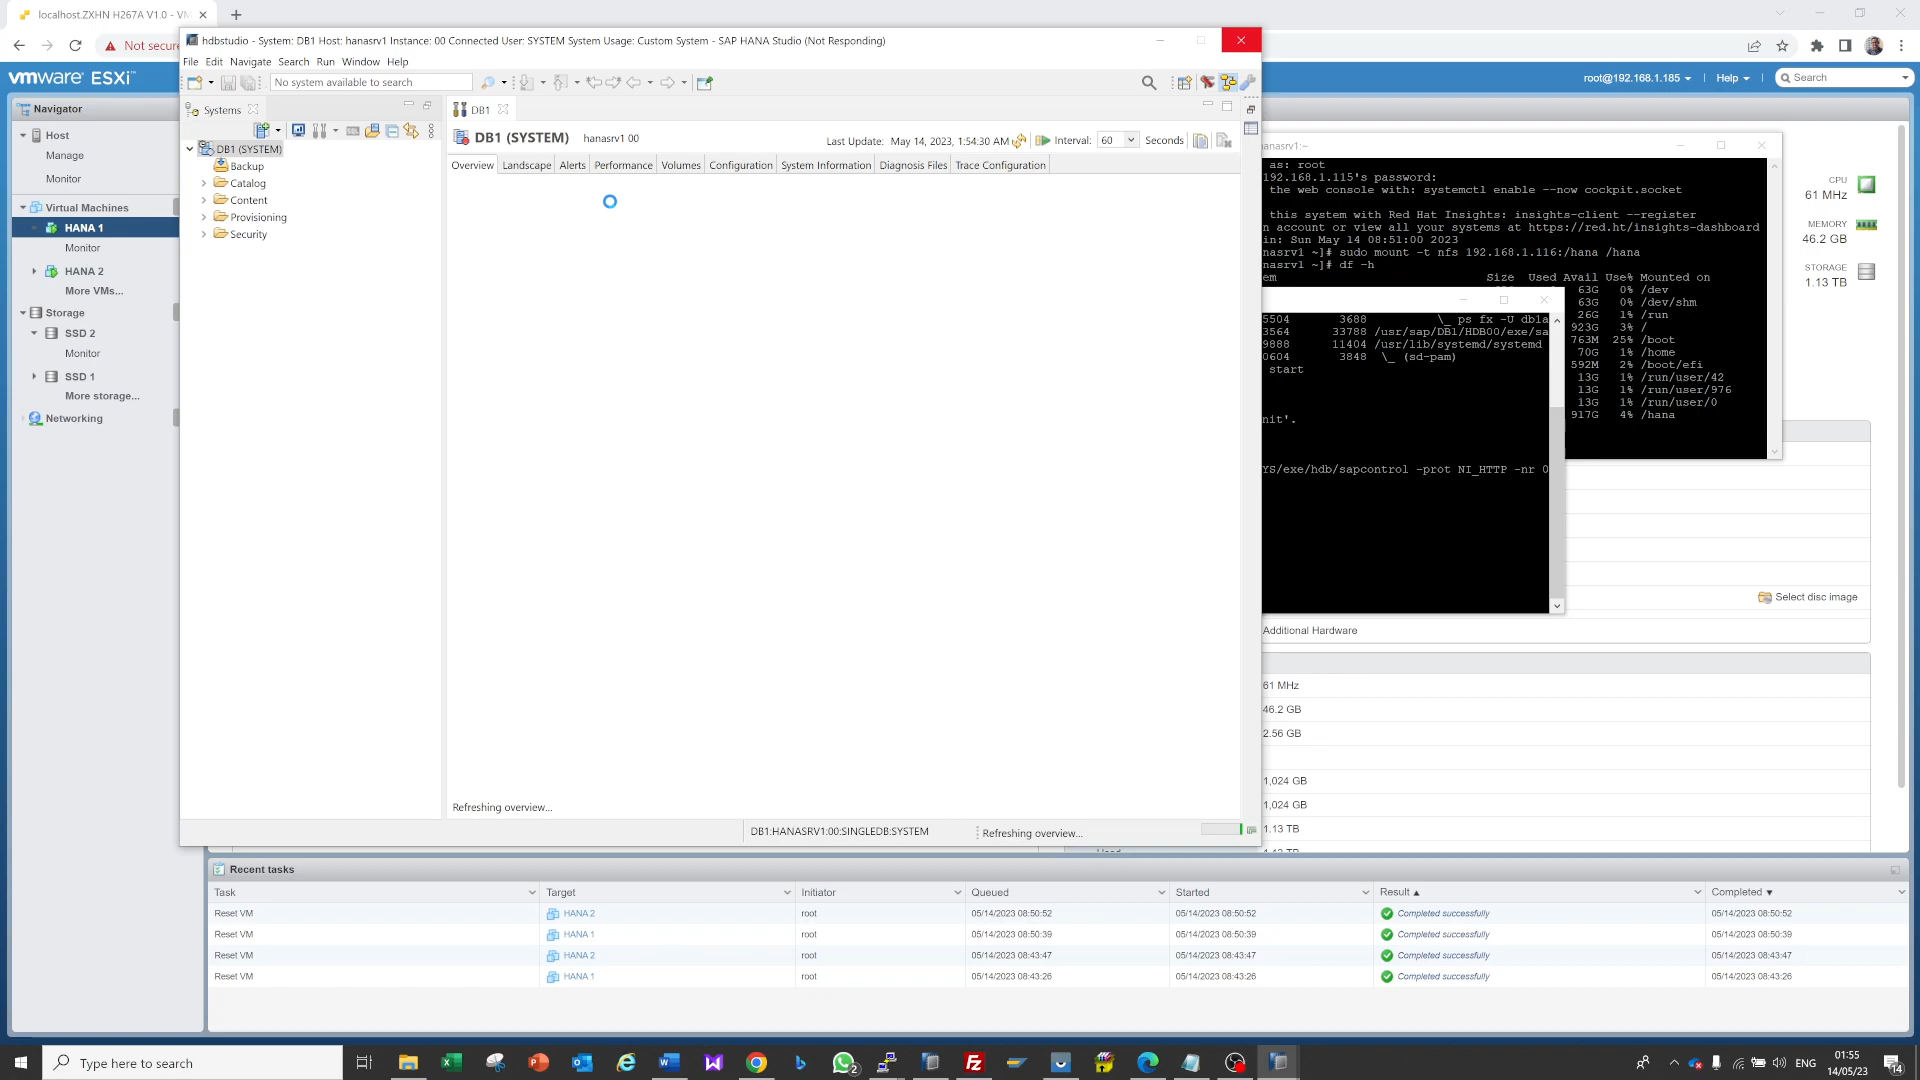 localhost.ZXHN H267A V1.0 - VM
Not secure
hdbstudio - System: DB1 Host: hanasrv1 Instance: 00 Connected User: SYSTEM System Usage: Custom System - SAP HANA Studio (Not Responding)
File Edit Navigate Search Run Window Help
vmware ESXi™
root@192.168.1.185
Help
Search
No system available to search
Navigator
Systems
DB1
Host
Manage
Monitor
Virtual Machines
HANA 1
Monitor
HANA 2
More VMs...
Storage
SSD 2
Monitor
SSD 1
More storage...
Networking
DB1 (SYSTEM)
Backup
Catalog
Content
Provisioning
Security
DB1 (SYSTEM) hanasrv1 00
Last Update: May 14, 2023, 1:54:30 AM
Interval: 60 Seconds
Overview Landscape Alerts Performance Volumes Configuration System Information Diagnosis Files Trace Configuration
Refreshing overview...
DB1:HANASRV1:00:SINGLEDB:SYSTEM
Refreshing overview...
anasrv1:~
as: root
192.168.1.115's password:
the web console with: systemctl enable --now cockpit.socket
this system with Red Hat Insights: insights-client --register
n account or view all your systems at https://red.ht/insights-dashboard
in: Sun May 14 08:51:00 2023
nasrv1 ~]# sudo mount -t nfs 192.168.1.116:/hana /hana
nasrv1 ~]# df -h
em Size Used Avail Use% Mounted on
63G 0% /dev
63G 0% /dev/shm
26G 1% /run
923G 3% /
763M 25% /boot
70G 1% /home
592M 2% /boot/efi
13G 1% /run/user/42
13G 1% /run/user/976
13G 1% /run/user/0
917G 4% /hana
5504 3688 \_ ps fx -U db1a
3564 33788 /usr/sap/DB1/HDB00/exe/sa
9888 11404 /usr/lib/systemd/systemd
0604 3848 \_ (sd-pam)
start
nit'.
YS/exe/hdb/sapcontrol -prot NI_HTTP -nr 0
CPU
61 MHz
MEMORY
46.2 GB
STORAGE
1.13 TB
Select disc image
Additional Hardware
61 MHz
46.2 GB
2.56 GB
1,024 GB
1,024 GB
1.13 TB
Recent tasks
Task Target Initiator Queued Started Result Completed
Reset VM HANA 2 root 05/14/2023 08:50:52 05/14/2023 08:50:52 Completed successfully 05/14/2023 08:50:52
Reset VM HANA 1 root 05/14/2023 08:50:39 05/14/2023 08:50:39 Completed successfully 05/14/2023 08:50:39
Reset VM HANA 2 root 05/14/2023 08:43:47 05/14/2023 08:43:47 Completed successfully 05/14/2023 08:43:47
Reset VM HANA 1 root 05/14/2023 08:43:26 05/14/2023 08:43:26 Completed successfully 05/14/2023 08:43:26
Type here to search
2
ENG
01:55
14/05/23
14